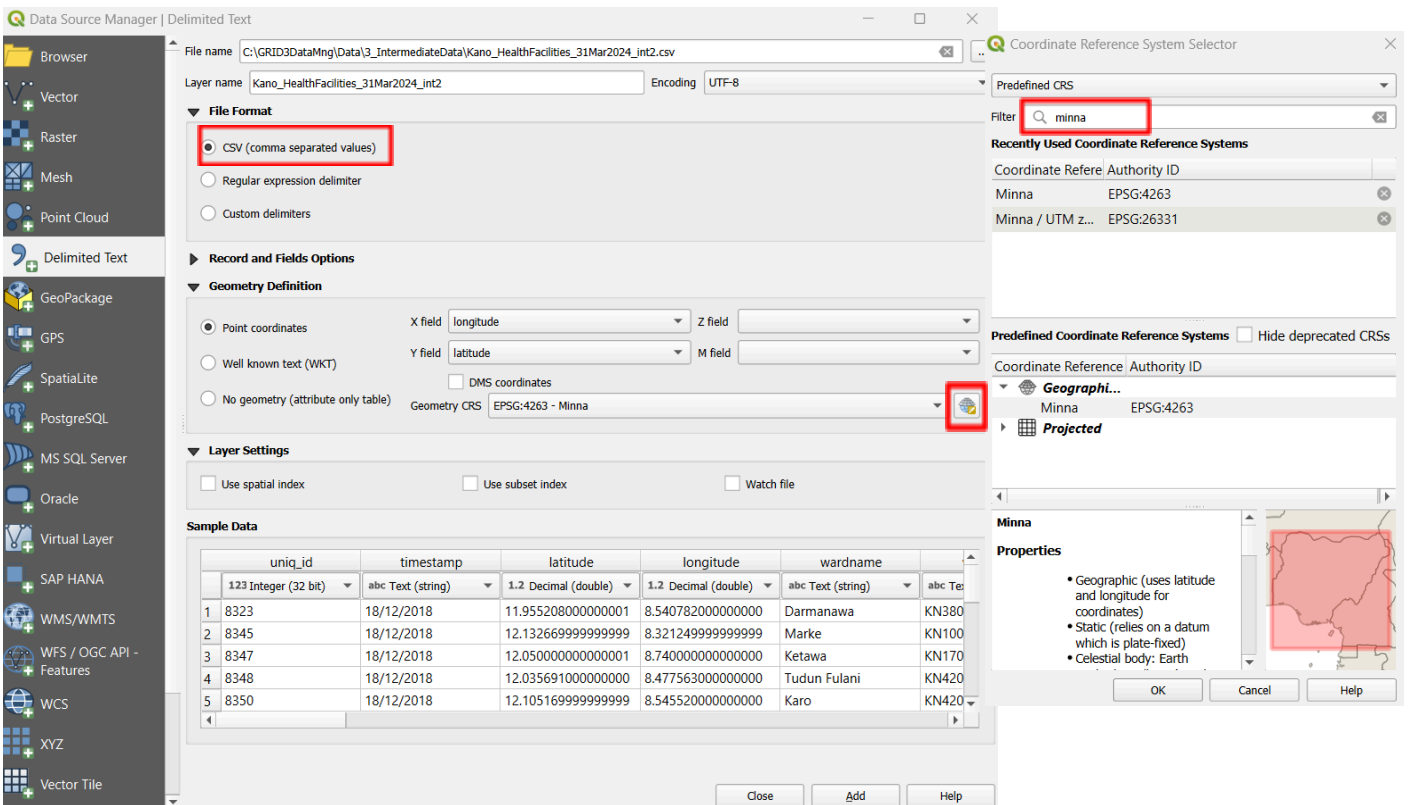 Data Source Manager | Delimited Text
Browser
Vector
Raster
Mesh
Point Cloud
Delimited Text
GeoPackage
GPS
SpatiaLite
PostgreSQL
MS SQL Server
Oracle
Virtual Layer
SAP HANA
WMS/WMTS
WFS / OGC API -
Features
WCS
XYZ
Vector Tile
File name C:\GRID3DataMng\Data\3_IntermediateData\Kano_HealthFacilities_31Mar2024_int2.csv
Layer name Kano_HealthFacilities_31Mar2024_int2 Encoding UTF-8
File Format
CSV (comma separated values)
Regular expression delimiter
Custom delimiters
Record and Fields Options
Geometry Definition
Point coordinates X field longitude Z field
Well known text (WKT) Y field latitude M field
DMS coordinates
No geometry (attribute only table) Geometry CRS EPSG:4263 - Minna
Layer Settings
Use spatial index Use subset index Watch file
Sample Data
uniq_id timestamp latitude longitude wardname
123 Integer (32 bit) abc Text (string) 1.2 Decimal (double) 1.2 Decimal (double) abc Text (string) abc Te
1 8323 18/12/2018 11.955208000000001 8.540782000000000 Darmanawa KN380
2 8345 18/12/2018 12.132669999999999 8.321249999999999 Marke KN100
3 8347 18/12/2018 12.050000000000001 8.740000000000000 Ketawa KN170
4 8348 18/12/2018 12.035691000000000 8.477563000000000 Tudun Fulani KN420
5 8350 18/12/2018 12.105169999999999 8.545520000000000 Karo KN420
Close Add Help
Coordinate Reference System Selector
Predefined CRS
Filter minna
Recently Used Coordinate Reference Systems
Coordinate Refere Authority ID
Minna EPSG:4263
Minna / UTM z... EPSG:26331
Predefined Coordinate Reference Systems Hide deprecated CRSs
Coordinate Reference Authority ID
Geographi...
Minna EPSG:4263
Projected
Minna
Properties
• Geographic (uses latitude
and longitude for
coordinates)
• Static (relies on a datum
which is plate-fixed)
• Celestial body: Earth
OK Cancel Help